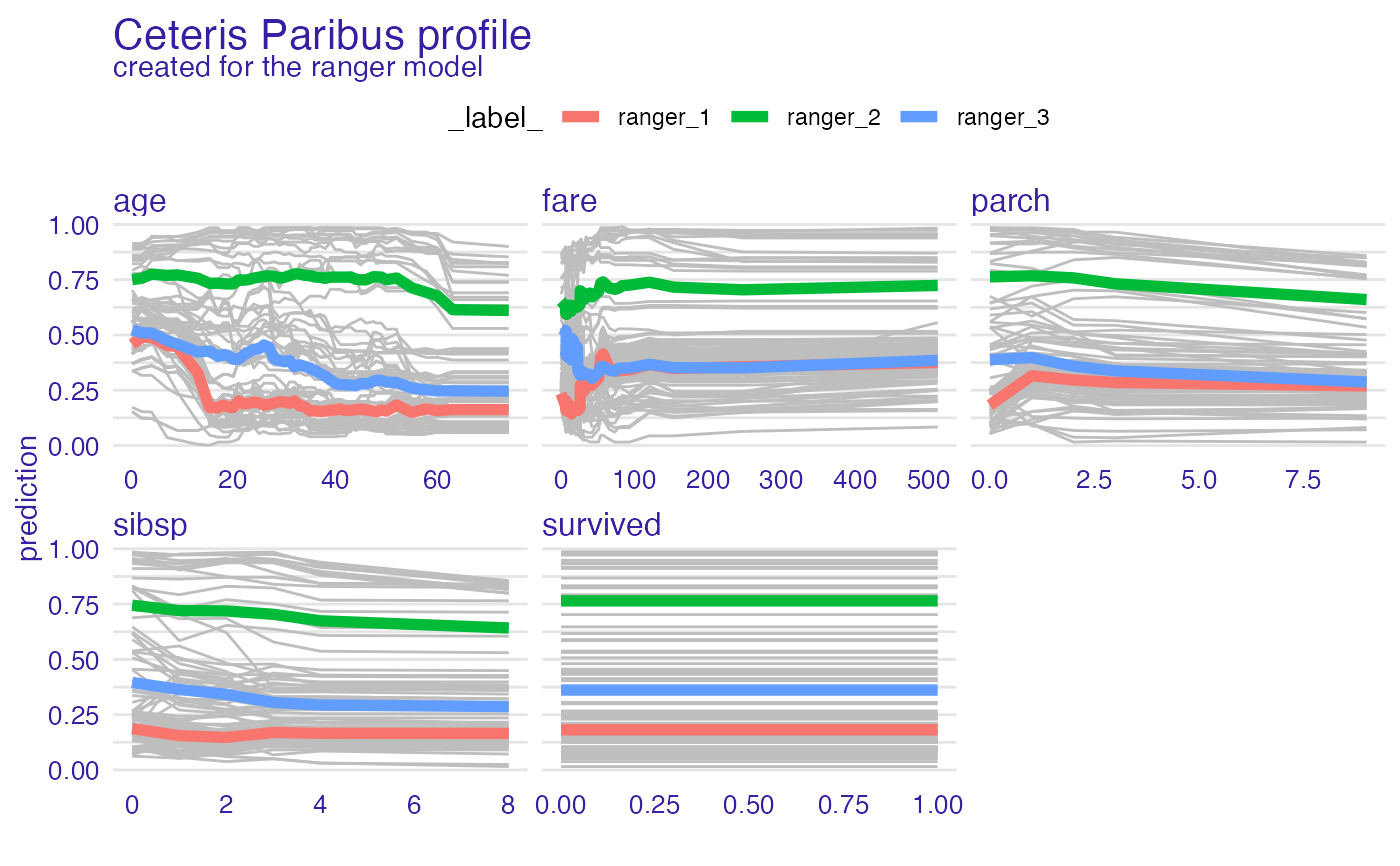 Ceteris Paribus profile
created for the ranger model
_label_ ranger_1 ranger_2 ranger_3
age fare parch
1.00
0.75
0.50
0.25
0.00
0 20 40 60 0 100 200 300 400 500 0.0 2.5 5.0 7.5
prediction
sibsp survived
1.00
0.75
0.50
0.25
0.00
0 2 4 6 8 0.00 0.25 0.50 0.75 1.00